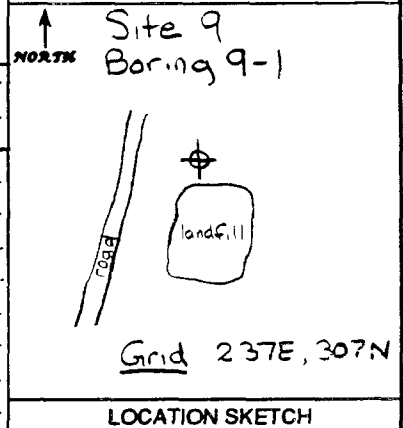 Site 9
NORTH
Boring 9-1
landfill
road
Grid 237E, 307N
LOCATION SKETCH